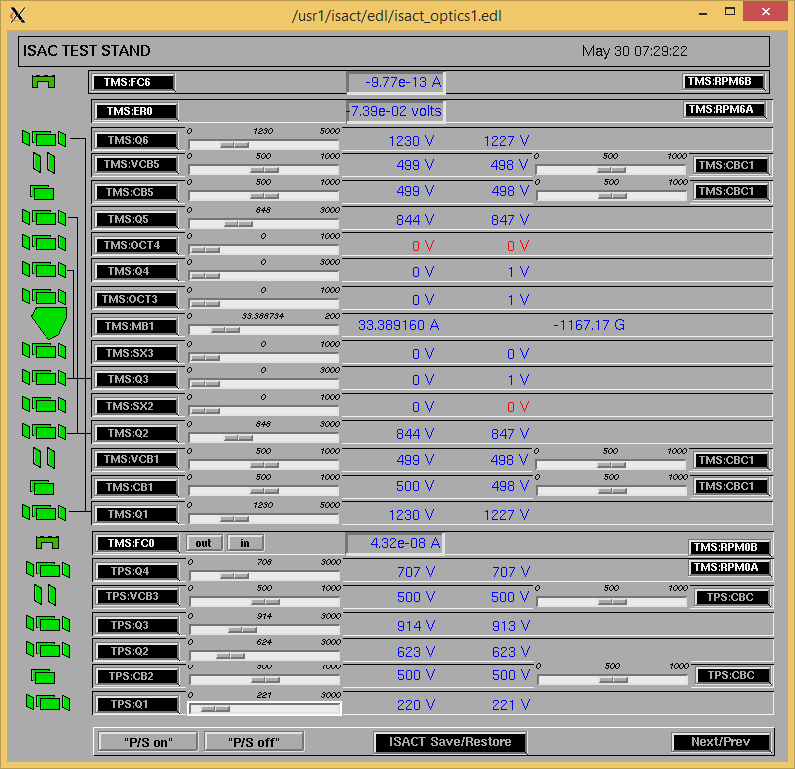 /usr1/isact/edl/isact_optics1.edl
ISAC TEST STAND May 30 07:29:22
TMS:FC6 -9.77e-13 A TMS:RPM6B
TMS:ER0 -7.39e-02 volts TMS:RPM6A
TMS:Q6 0 1230 5000 1230 V 1227 V
TMS:VCB5 0 500 1000 499 V 498 V 0 500 1000 TMS:CBC1
TMS:CB5 0 500 1000 499 V 498 V 0 500 1000 TMS:CBC1
TMS:Q5 0 848 3000 844 V 847 V
TMS:OCT4 0 0 1000 0 V 0 V
TMS:Q4 0 0 1000 0 V 1 V
TMS:OCT3 0 0 1000 0 V 1 V
TMS:MB1 0 33.388734 200 33.389160 A -1167.17 G
TMS:SX3 0 0 1000 0 V 0 V
TMS:Q3 0 0 1000 0 V 1 V
TMS:SX2 0 0 1000 0 V 0 V
TMS:Q2 0 848 3000 844 V 847 V
TMS:VCB1 0 500 1000 499 V 498 V 0 500 1000 TMS:CBC1
TMS:CB1 0 500 1000 500 V 498 V 0 500 1000 TMS:CBC1
TMS:Q1 0 1230 5000 1230 V 1227 V
TMS:FC0 out in 4.32e-08 A TMS:RPM0B
TPS:Q4 0 708 3000 707 V 707 V TMS:RPM0A
TPS:VCB3 0 500 1000 500 V 500 V 0 500 1000 TPS:CBC
TPS:Q3 0 914 3000 914 V 913 V
TPS:Q2 0 624 3000 623 V 623 V
TPS:CB2 0 500 1000 500 V 500 V 0 500 1000 TPS:CBC
TPS:Q1 0 221 3000 220 V 221 V
"P/S on" "P/S off" ISACT Save/Restore Next/Prev